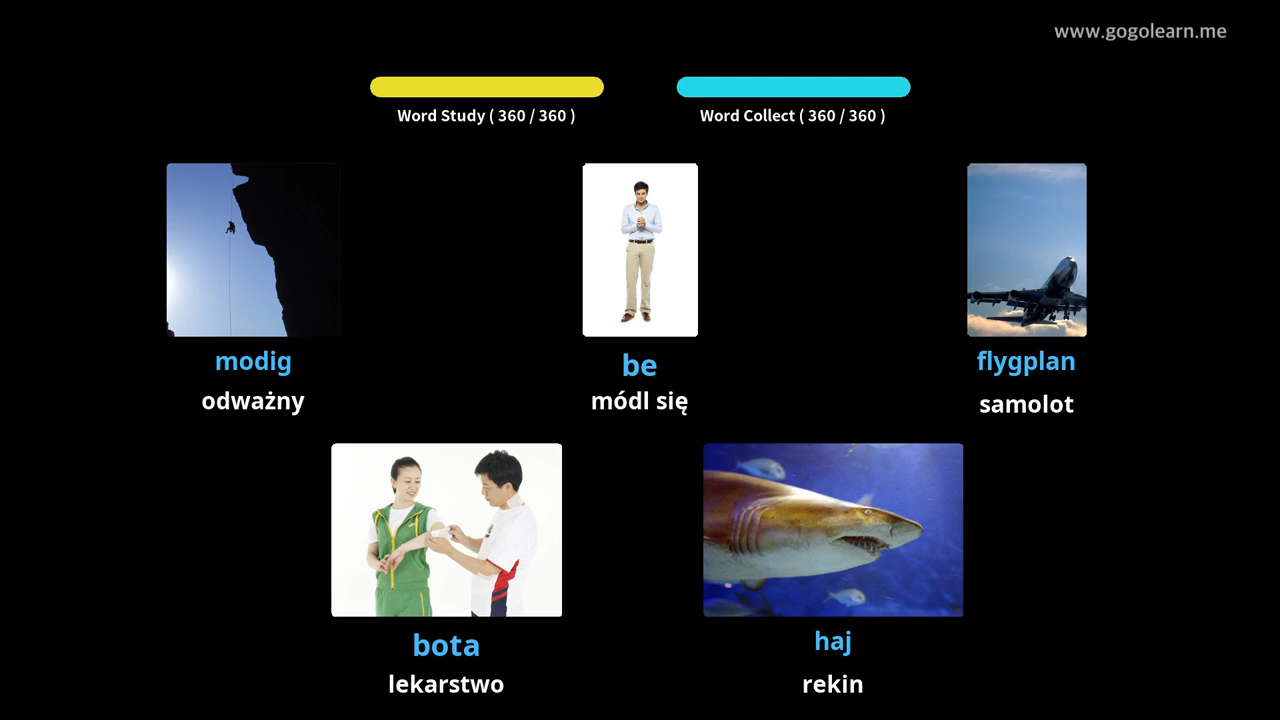 www.gogolearn.me
Word Study ( 360 / 360 )
Word Collect ( 360 / 360 )
modig
odważny
be
módl się
flygplan
samolot
bota
lekarstwo
haj
rekin